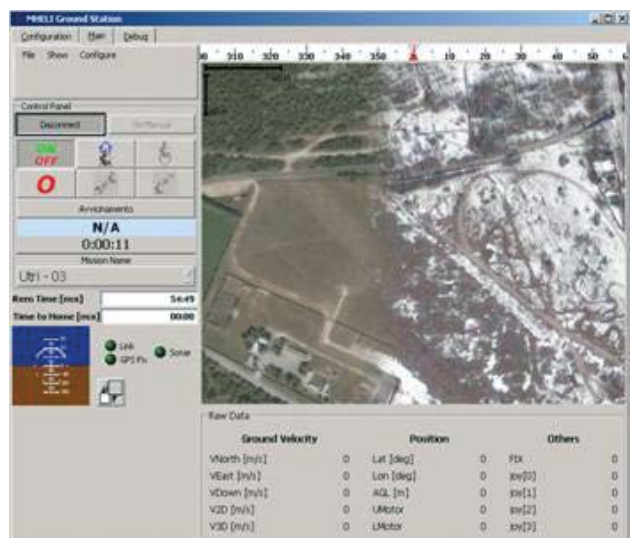 MHELI Ground Station
Configuration Main Debug
File Show Configure
310 320 330 340 350 10 20 30 40 50
Control Panel
Disconnect
ON
OFF
O
Avvicinamento
N/A
0:00:11
Mission Name
Utri - 03
Rem Time [mm] 54:49
Time to Home [mm] 00:00
Link
GPS Fix
Sonar
Raw Data
Ground Velocity Position Others
VNorth [m/s] 0 Lat [deg] 0 FIX 0
VEast [m/s] 0 Lon [deg] 0 joy[0] 0
VDown [m/s] 0 AGL [m] 0 joy[1] 0
V2D [m/s] 0 UMotor 0 joy[2] 0
V3D [m/s] 0 LMotor 0 joy[3] 0